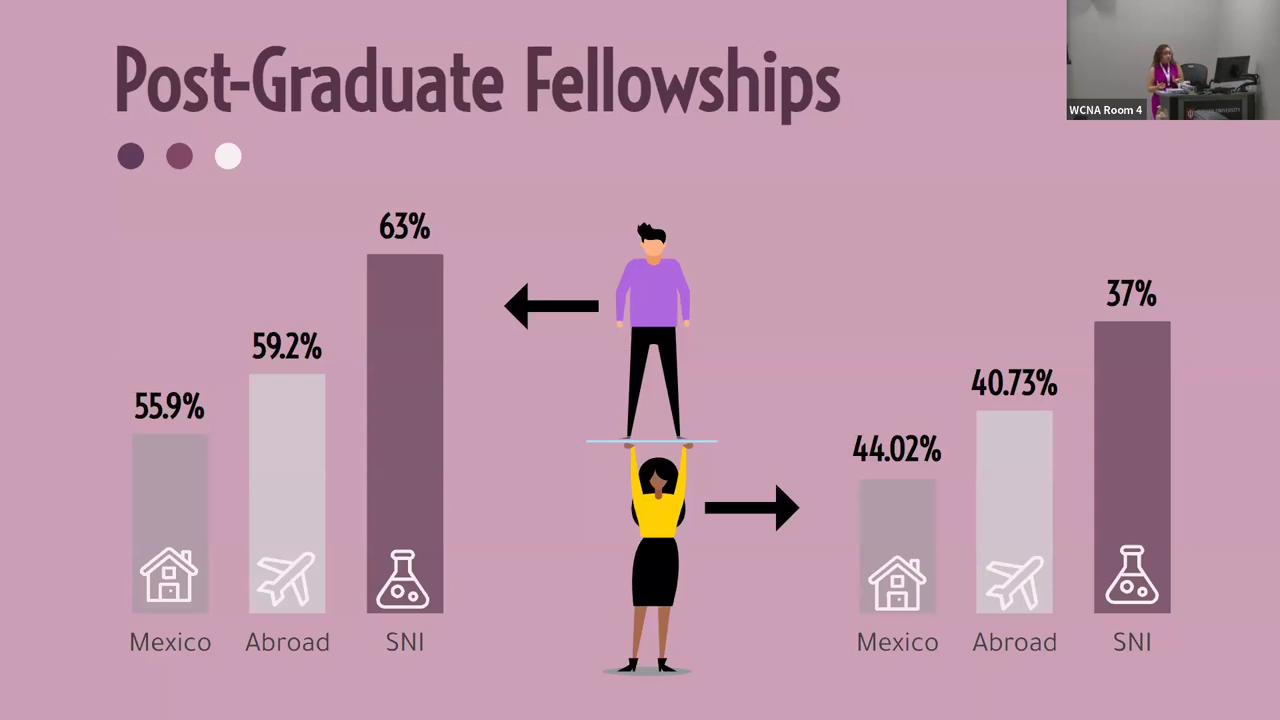 Post-Graduate Fellowships
WCNA Room 4
63%
59.2%
55.9%
Mexico
Abroad
SNI
37%
40.73%
44.02%
Mexico
Abroad
SNI